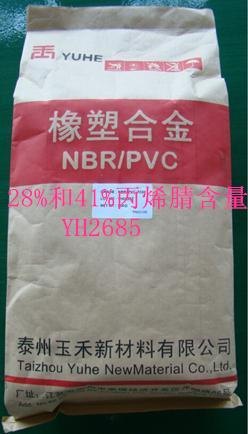 YUHE
橡塑合金
NBR/PVC
28%和41%丙烯腈含量
YH2685
泰州玉禾新材料有限公司
Taizhou Yuhe NewMaterial Co.,Ltd.